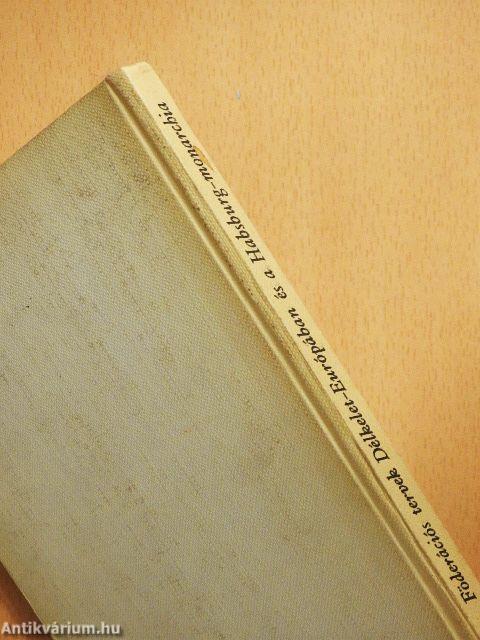 Föderációs tervek Délkelet-Európában és a Habsburg-monarchia
Antikvárium.hu